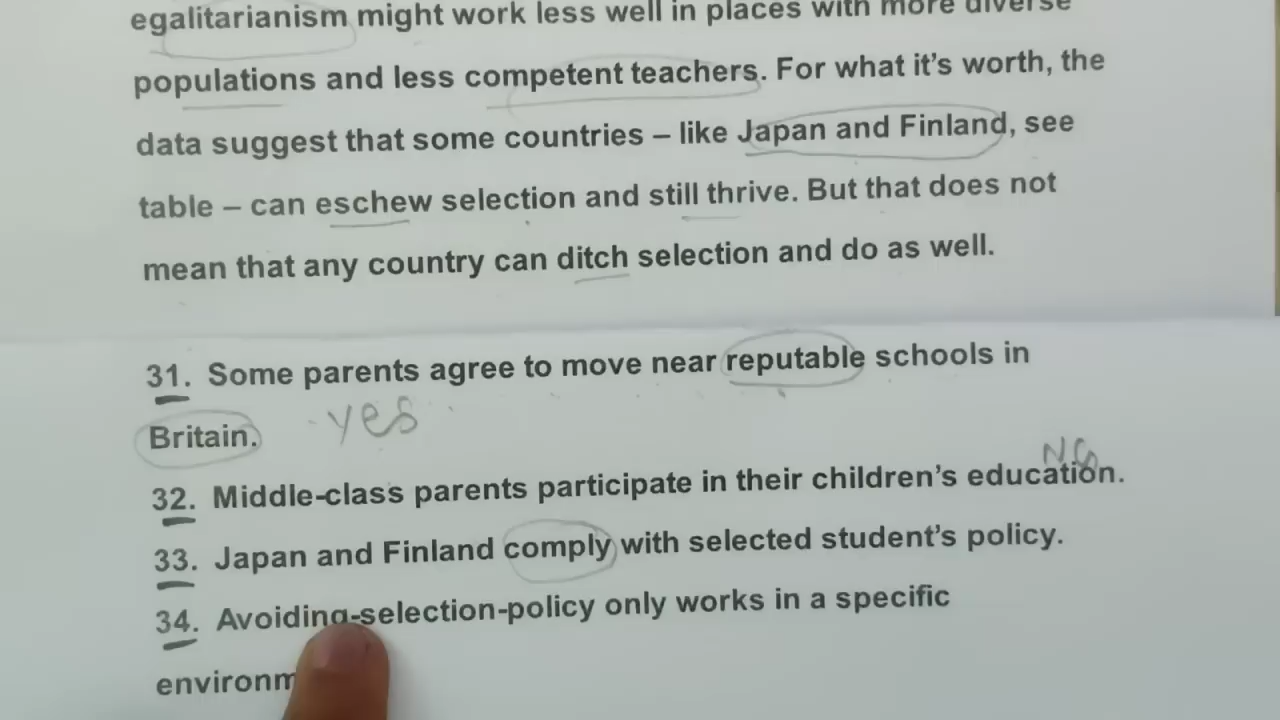 egalitarianism might work less well in places with more diverse
populations and less competent teachers. For what it's worth, the
data suggest that some countries – like Japan and Finland, see
table – can eschew selection and still thrive. But that does not
mean that any country can ditch selection and do as well.
31. Some parents agree to move near reputable schools in
Britain. yes
NG
32. Middle-class parents participate in their children's education.
33. Japan and Finland comply with selected student's policy.
34. Avoiding-selection-policy only works in a specific